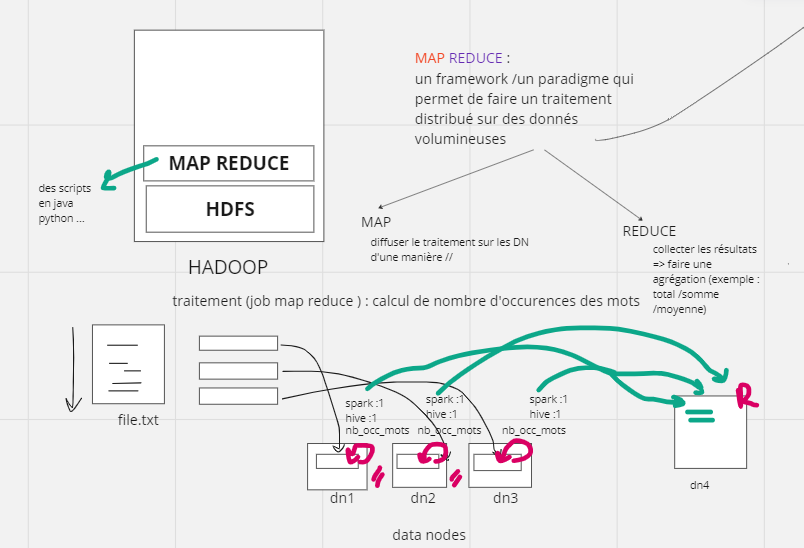 MAP REDUCE :
un framework /un paradigme qui
permet de faire un traitement
distribué sur des donnés
volumineuses
MAP REDUCE
HDFS
des scripts
en java
python ...
HADOOP
MAP
diffuser le traitement sur les DN
d'une manière //
REDUCE
collecter les résultats
=> faire une
agrégation (exemple :
total /somme
/moyenne)
traitement (job map reduce ) : calcul de nombre d'occurences des mots
file.txt
spark :1
hive :1
nb_occ_mots
spark :1
hive :1
nb_occ_mots
spark :1
hive :1
nb_occ_mots
R
dn1
dn2
dn3
dn4
data nodes